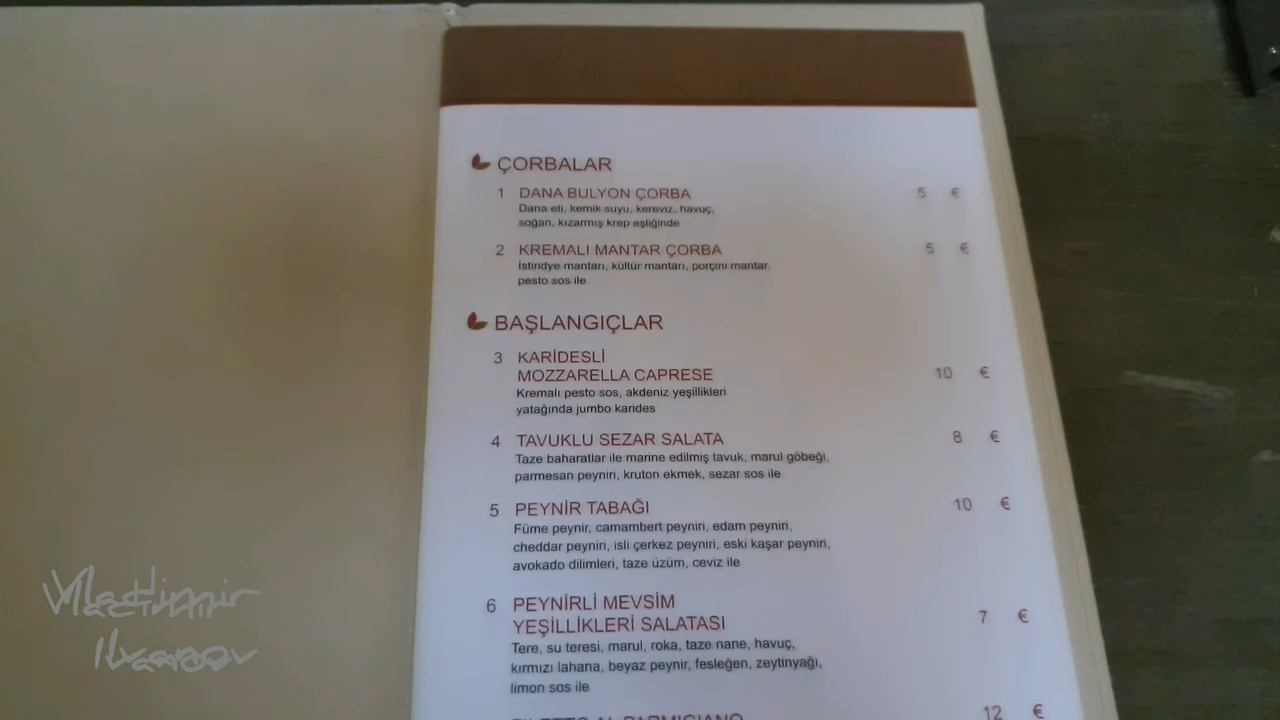 ÇORBALAR
1 DANA BULYON ÇORBA 5 €
Dana eti, kemik suyu, kereviz, havuç,
soğan, kızarmış krep eşliğinde
2 KREMALI MANTAR ÇORBA 5 €
İstiridye mantarı, kültür mantarı, porçini mantar,
pesto sos ile
BAŞLANGIÇLAR
3 KARİDESLİ
MOZZARELLA CAPRESE 10 €
Kremalı pesto sos, akdeniz yeşillikleri
yatağında jumbo karides
4 TAVUKLU SEZAR SALATA 8 €
Taze baharatlar ile marine edilmiş tavuk, marul göbeği,
parmesan peyniri, kruton ekmek, sezar sos ile
5 PEYNİR TABAĞI 10 €
Füme peynir, camambert peyniri, edam peyniri,
cheddar peyniri, isli çerkez peyniri, eski kaşar peyniri,
avokado dilimleri, taze üzüm, ceviz ile
6 PEYNİRLİ MEVSİM
YEŞİLLİKLERİ SALATASI 7 €
Tere, su teresi, marul, roka, taze nane, havuç,
kırmızı lahana, beyaz peynir, fesleğen, zeytinyağı,
limon sos ile
12 €
Vladimir